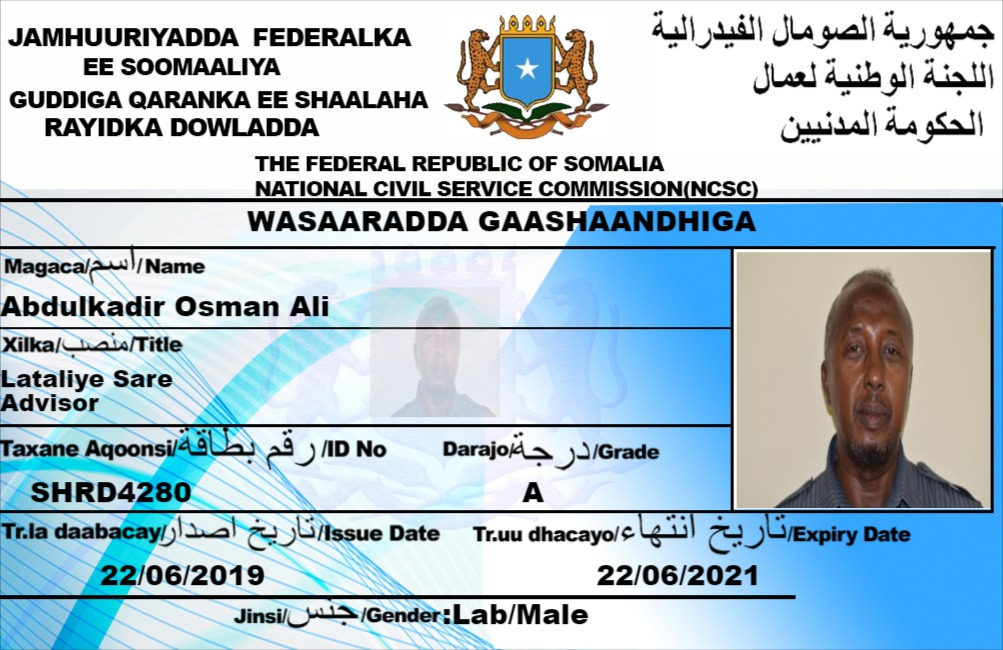 JAMHUURIYADDA FEDERALKA
EE SOOMAALIYA
GUDDIGA QARANKA EE SHAALAHA
RAYIDKA DOWLADDA
جمهورية الصومال الفيدرالية
اللجنة الوطنية لعمال
الحكومة المدنيين
THE FEDERAL REPUBLIC OF SOMALIA
NATIONAL CIVIL SERVICE COMMISSION(NCSC)
WASAARADDA GAASHAANDHIGA
Magaca/اسم/Name
Abdulkadir Osman Ali
Xilka/منصب/Title
Lataliye Sare
Advisor
Taxane Aqoonsi/رقم بطاقة/ID No
Darajo/درجة/Grade
SHRD4280
A
Tr.la daabacay/تاريخ اصدار/Issue Date
Tr.uu dhacayo/تاريخ انتهاء/Expiry Date
22/06/2019
22/06/2021
Jinsi/جنس/Gender:Lab/Male